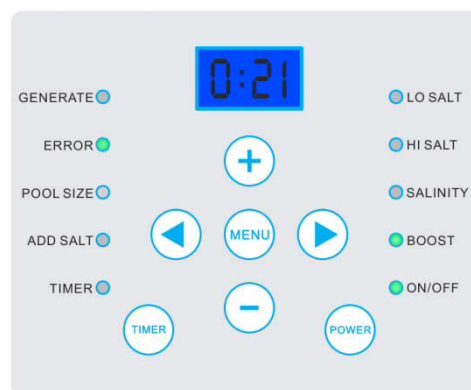 0:21
GENERATE
LO SALT
ERROR
HI SALT
+
POOL SIZE
SALINITY
ADD SALT
MENU
BOOST
TIMER
ON/OFF
−
TIMER
POWER